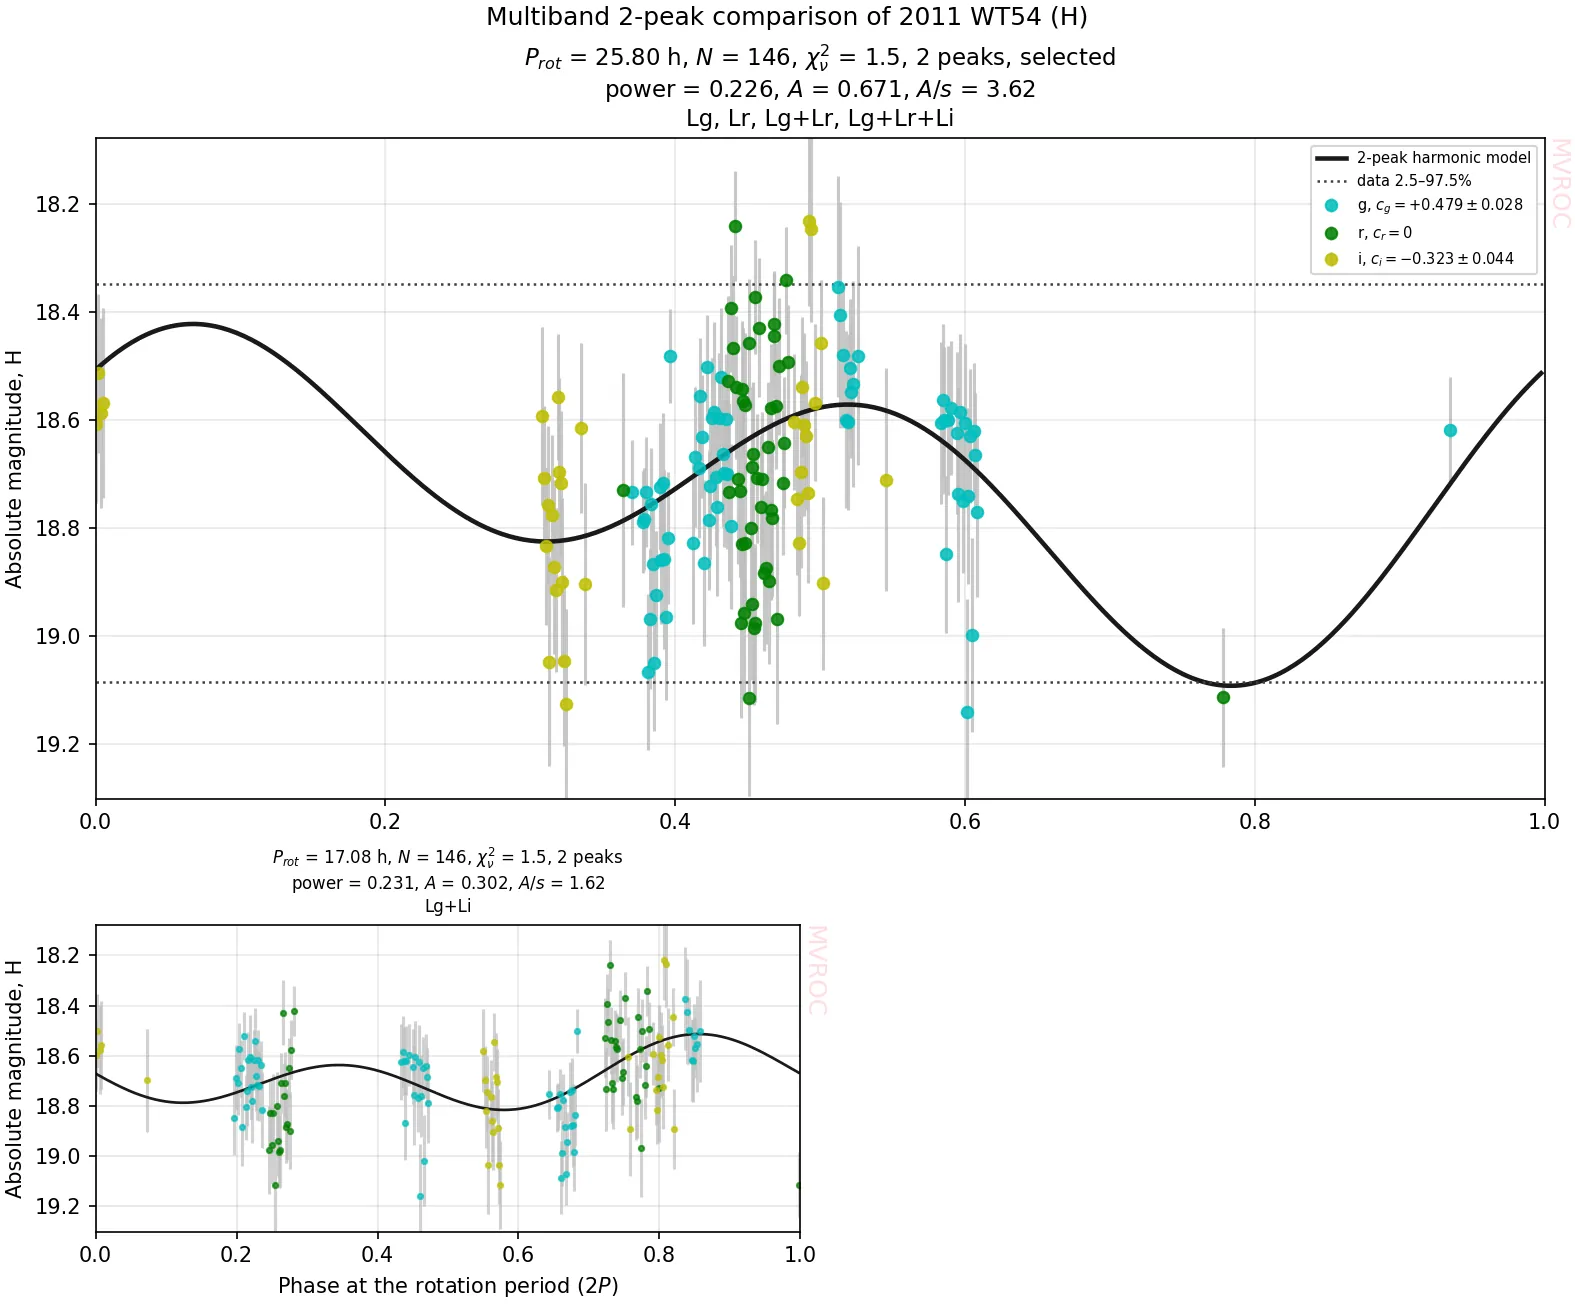 Multiband 2-peak comparison of 2011 WT54 (H)
P_rot = 25.80 h, N = 146, χ²_ν = 1.5, 2 peaks, selected
power = 0.226, A = 0.671, A/s = 3.62
Lg, Lr, Lg+Lr, Lg+Lr+Li
MVROC
2-peak harmonic model
data 2.5–97.5%
g, c_g = +0.479 ± 0.028
r, c_r = 0
i, c_i = −0.323 ± 0.044
Absolute magnitude, H
18.2
18.4
18.6
18.8
19.0
19.2
0.0 0.2 0.4 0.6 0.8 1.0
P_rot = 17.08 h, N = 146, χ²_ν = 1.5, 2 peaks
power = 0.231, A = 0.302, A/s = 1.62
Lg+Li
MVROC
Absolute magnitude, H
18.2
18.4
18.6
18.8
19.0
19.2
0.0 0.2 0.4 0.6 0.8 1.0
Phase at the rotation period (2P)